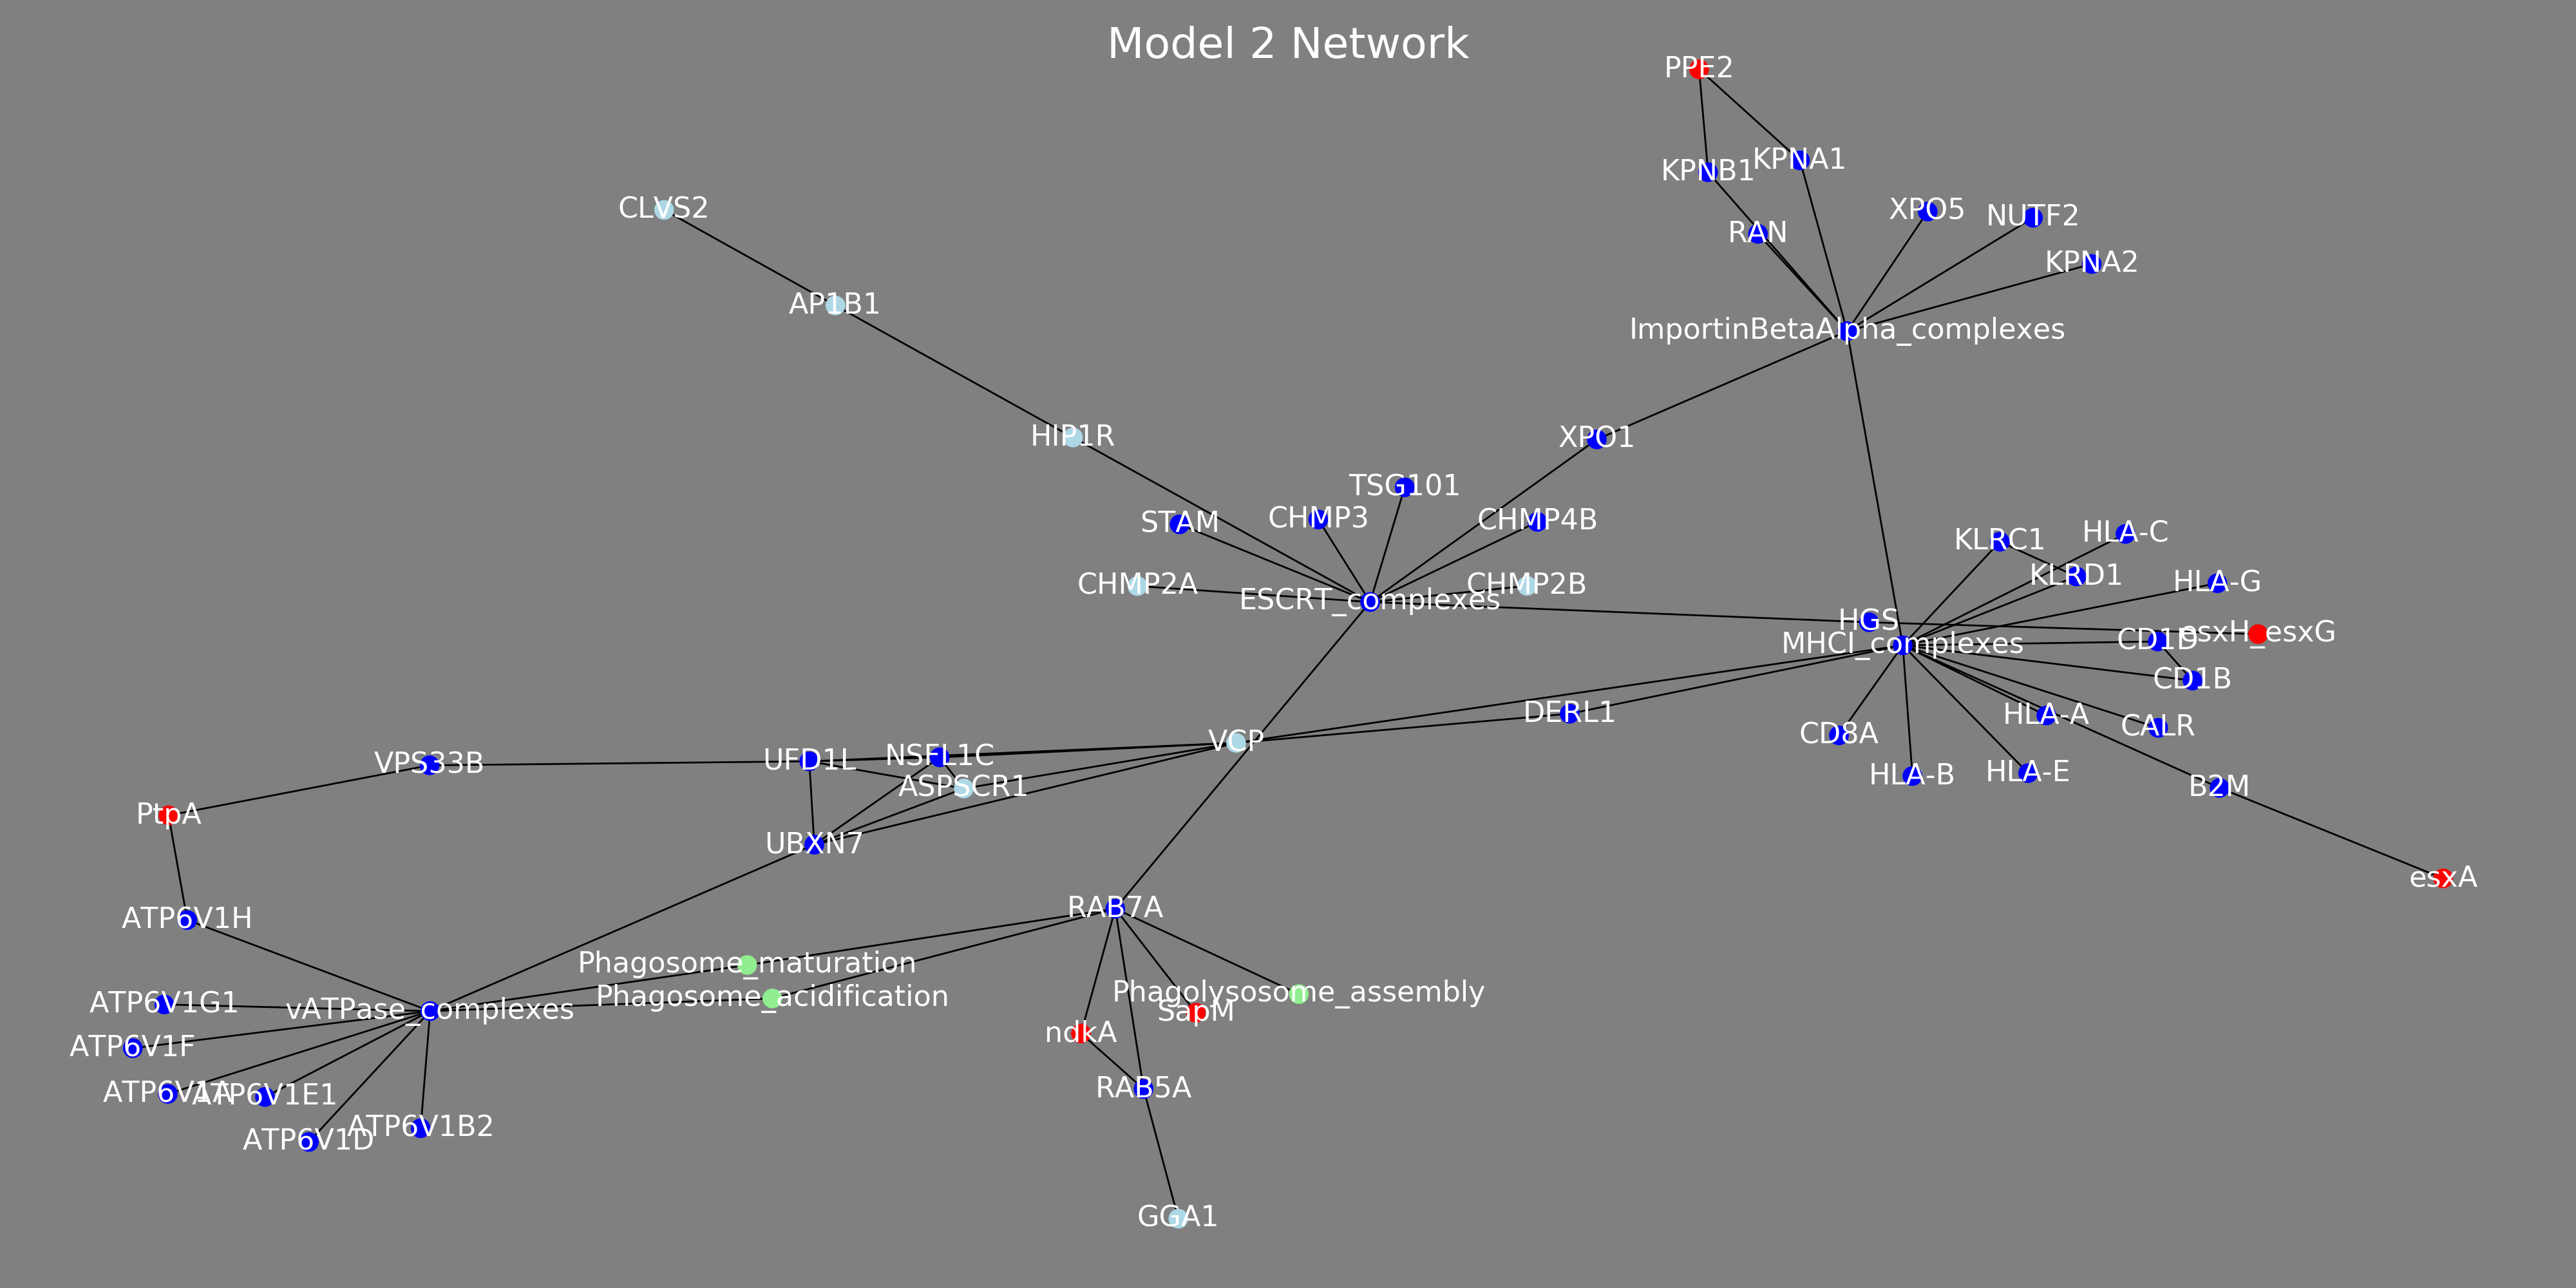 Model 2 Network
PPE2
KPNA1
KPNB1
CLVS2
XPO5
NUTF2
RAN
KPNA2
AP1B1
ImportinBetaAlpha_complexes
HIP1R
XPO1
TSG101
STAM
CHMP3
CHMP4B
KLRC1
HLA-C
KLRD1
CHMP2A
CHMP2B
HLA-G
ESCRT_complexes
HGS
esxH_esxG
MHCI_complexes
CD1D
CD1B
DERL1
HLA-A
CALR
CD8A
VCP
VPS33B
UFD1L
NSFL1C
HLA-B
HLA-E
ASPSCR1
B2M
PtpA
UBXN7
esxA
RAB7A
ATP6V1H
Phagosome_maturation
Phagosome_acidification
Phagolysosome_assembly
ATP6V1G1
vATPase_complexes
SapM
ndkA
ATP6V1F
RAB5A
ATP6V1A
ATP6V1E1
ATP6V1B2
ATP6V1D
GGA1